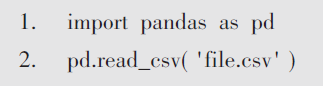 1. import pandas as pd
2. pd.read_csv( 'file.csv' )